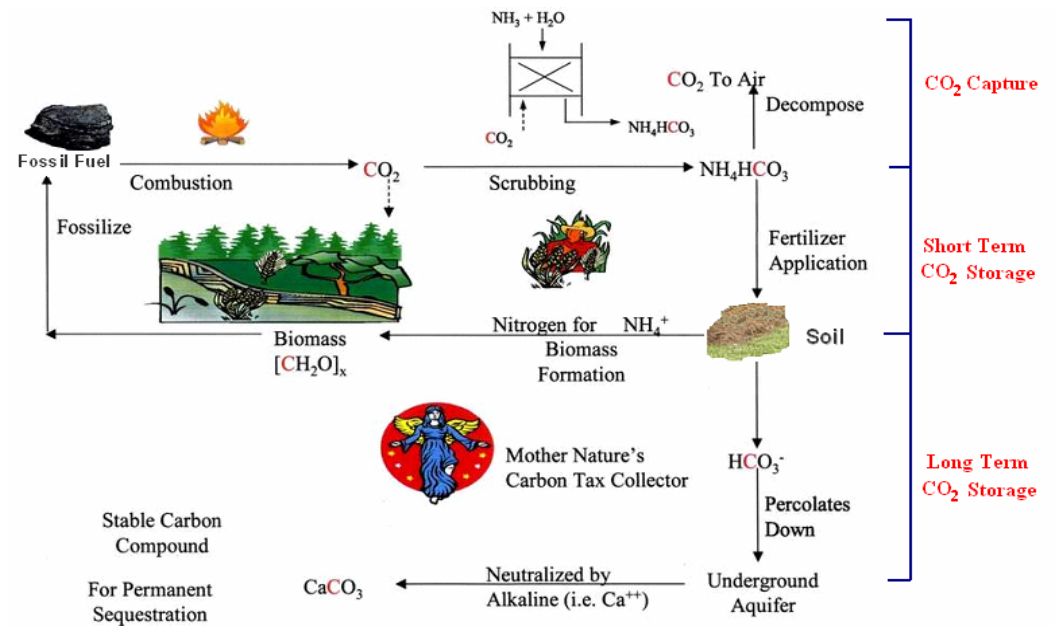 NH₃ + H₂O
CO₂ To Air
CO₂ Capture
Decompose
CO₂
NH₄HCO₃
Fossil Fuel
Combustion
CO₂
Scrubbing
NH₄HCO₃
Fossilize
Fertilizer
Application
Short Term
CO₂ Storage
Nitrogen for NH₄⁺
Biomass
Formation
Soil
Biomass
[CH₂O]ₓ
Mother Nature's
Carbon Tax Collector
HCO₃⁻
Long Term
CO₂ Storage
Percolates
Down
Stable Carbon
Compound
For Permanent
Sequestration
CaCO₃
Neutralized by
Alkaline (i.e. Ca⁺⁺)
Underground
Aquifer